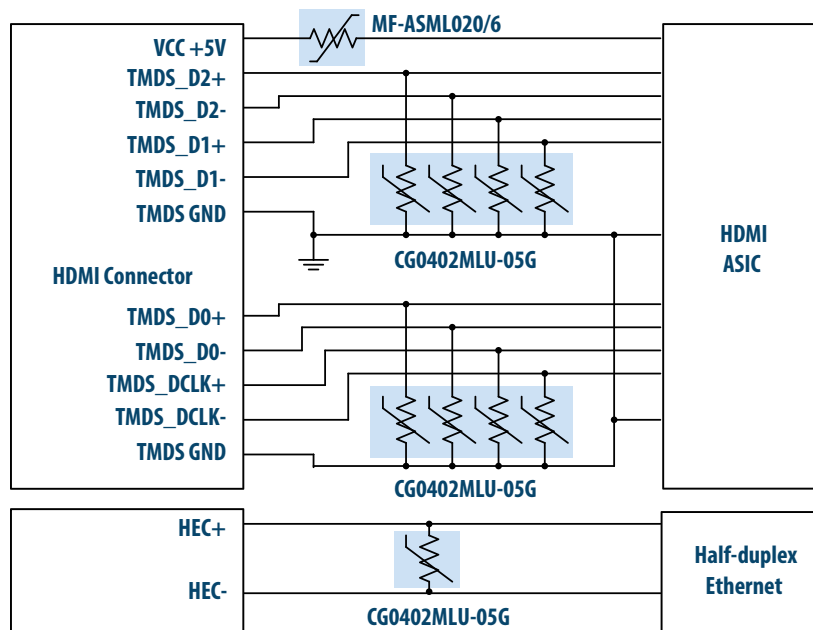 MF-ASML020/6
VCC +5V
TMDS_D2+
TMDS_D2-
TMDS_D1+
TMDS_D1-
TMDS GND
CG0402MLU-05G
HDMI Connector
HDMI
ASIC
TMDS_D0+
TMDS_D0-
TMDS_DCLK+
TMDS_DCLK-
TMDS GND
CG0402MLU-05G
HEC+
HEC-
CG0402MLU-05G
Half-duplex
Ethernet